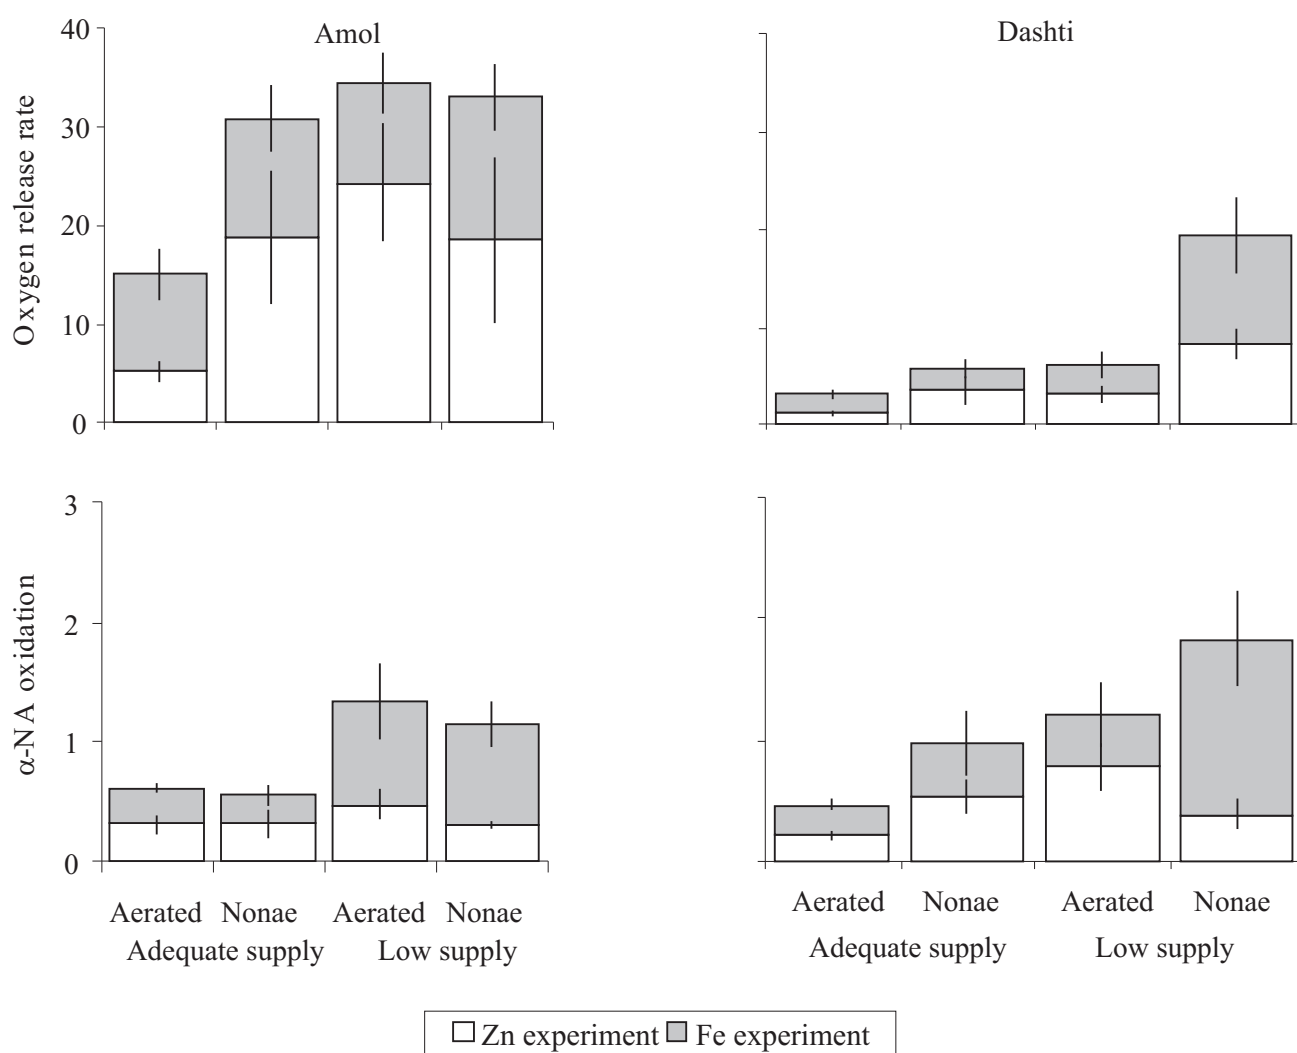 Amol
Dashti
Oxygen release rate
40
30
20
10
0
α-NA oxidation
3
2
1
0
Aerated Nonae Aerated Nonae
Adequate supply Low supply
Aerated Nonae Aerated Nonae
Adequate supply Low supply
Zn experiment Fe experiment